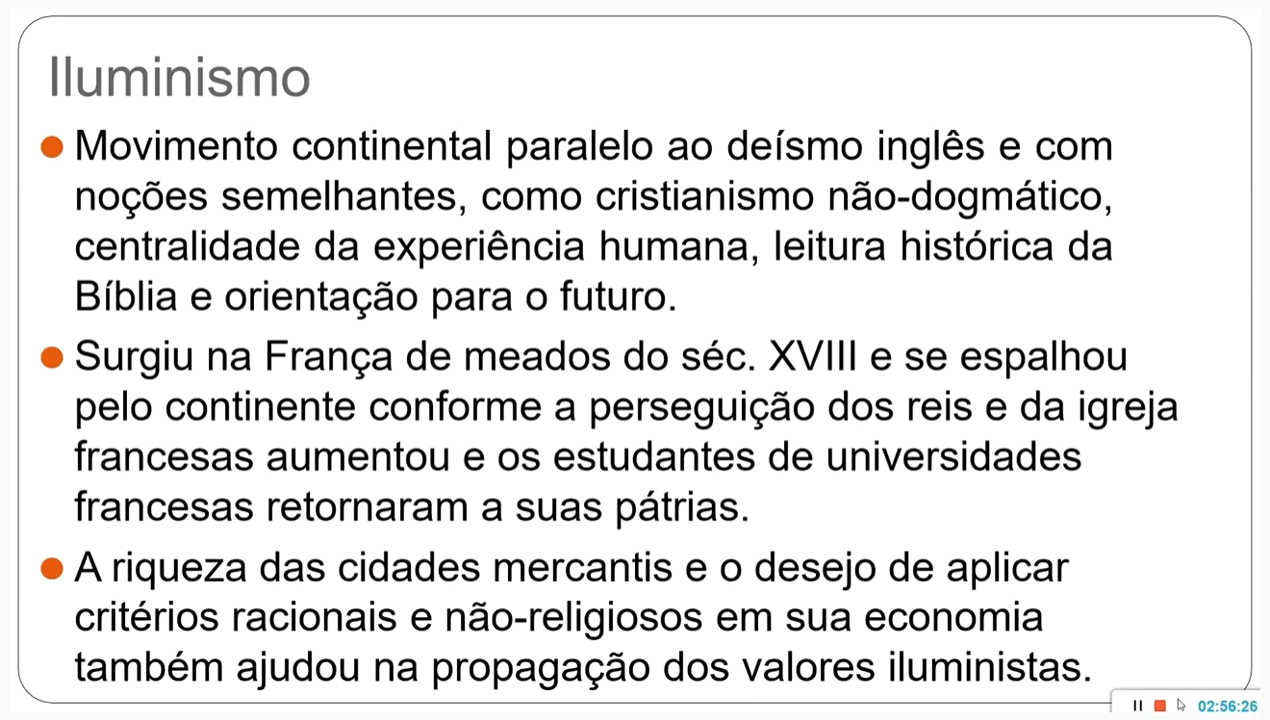 Iluminismo
Movimento continental paralelo ao deísmo inglês e com
noções semelhantes, como cristianismo não-dogmático,
centralidade da experiência humana, leitura histórica da
Bíblia e orientação para o futuro.
Surgiu na França de meados do séc. XVIII e se espalhou
pelo continente conforme a perseguição dos reis e da igreja
francesas aumentou e os estudantes de universidades
francesas retornaram a suas pátrias.
A riqueza das cidades mercantis e o desejo de aplicar
critérios racionais e não-religiosos em sua economia
também ajudou na propagação dos valores iluministas.
02:56:26